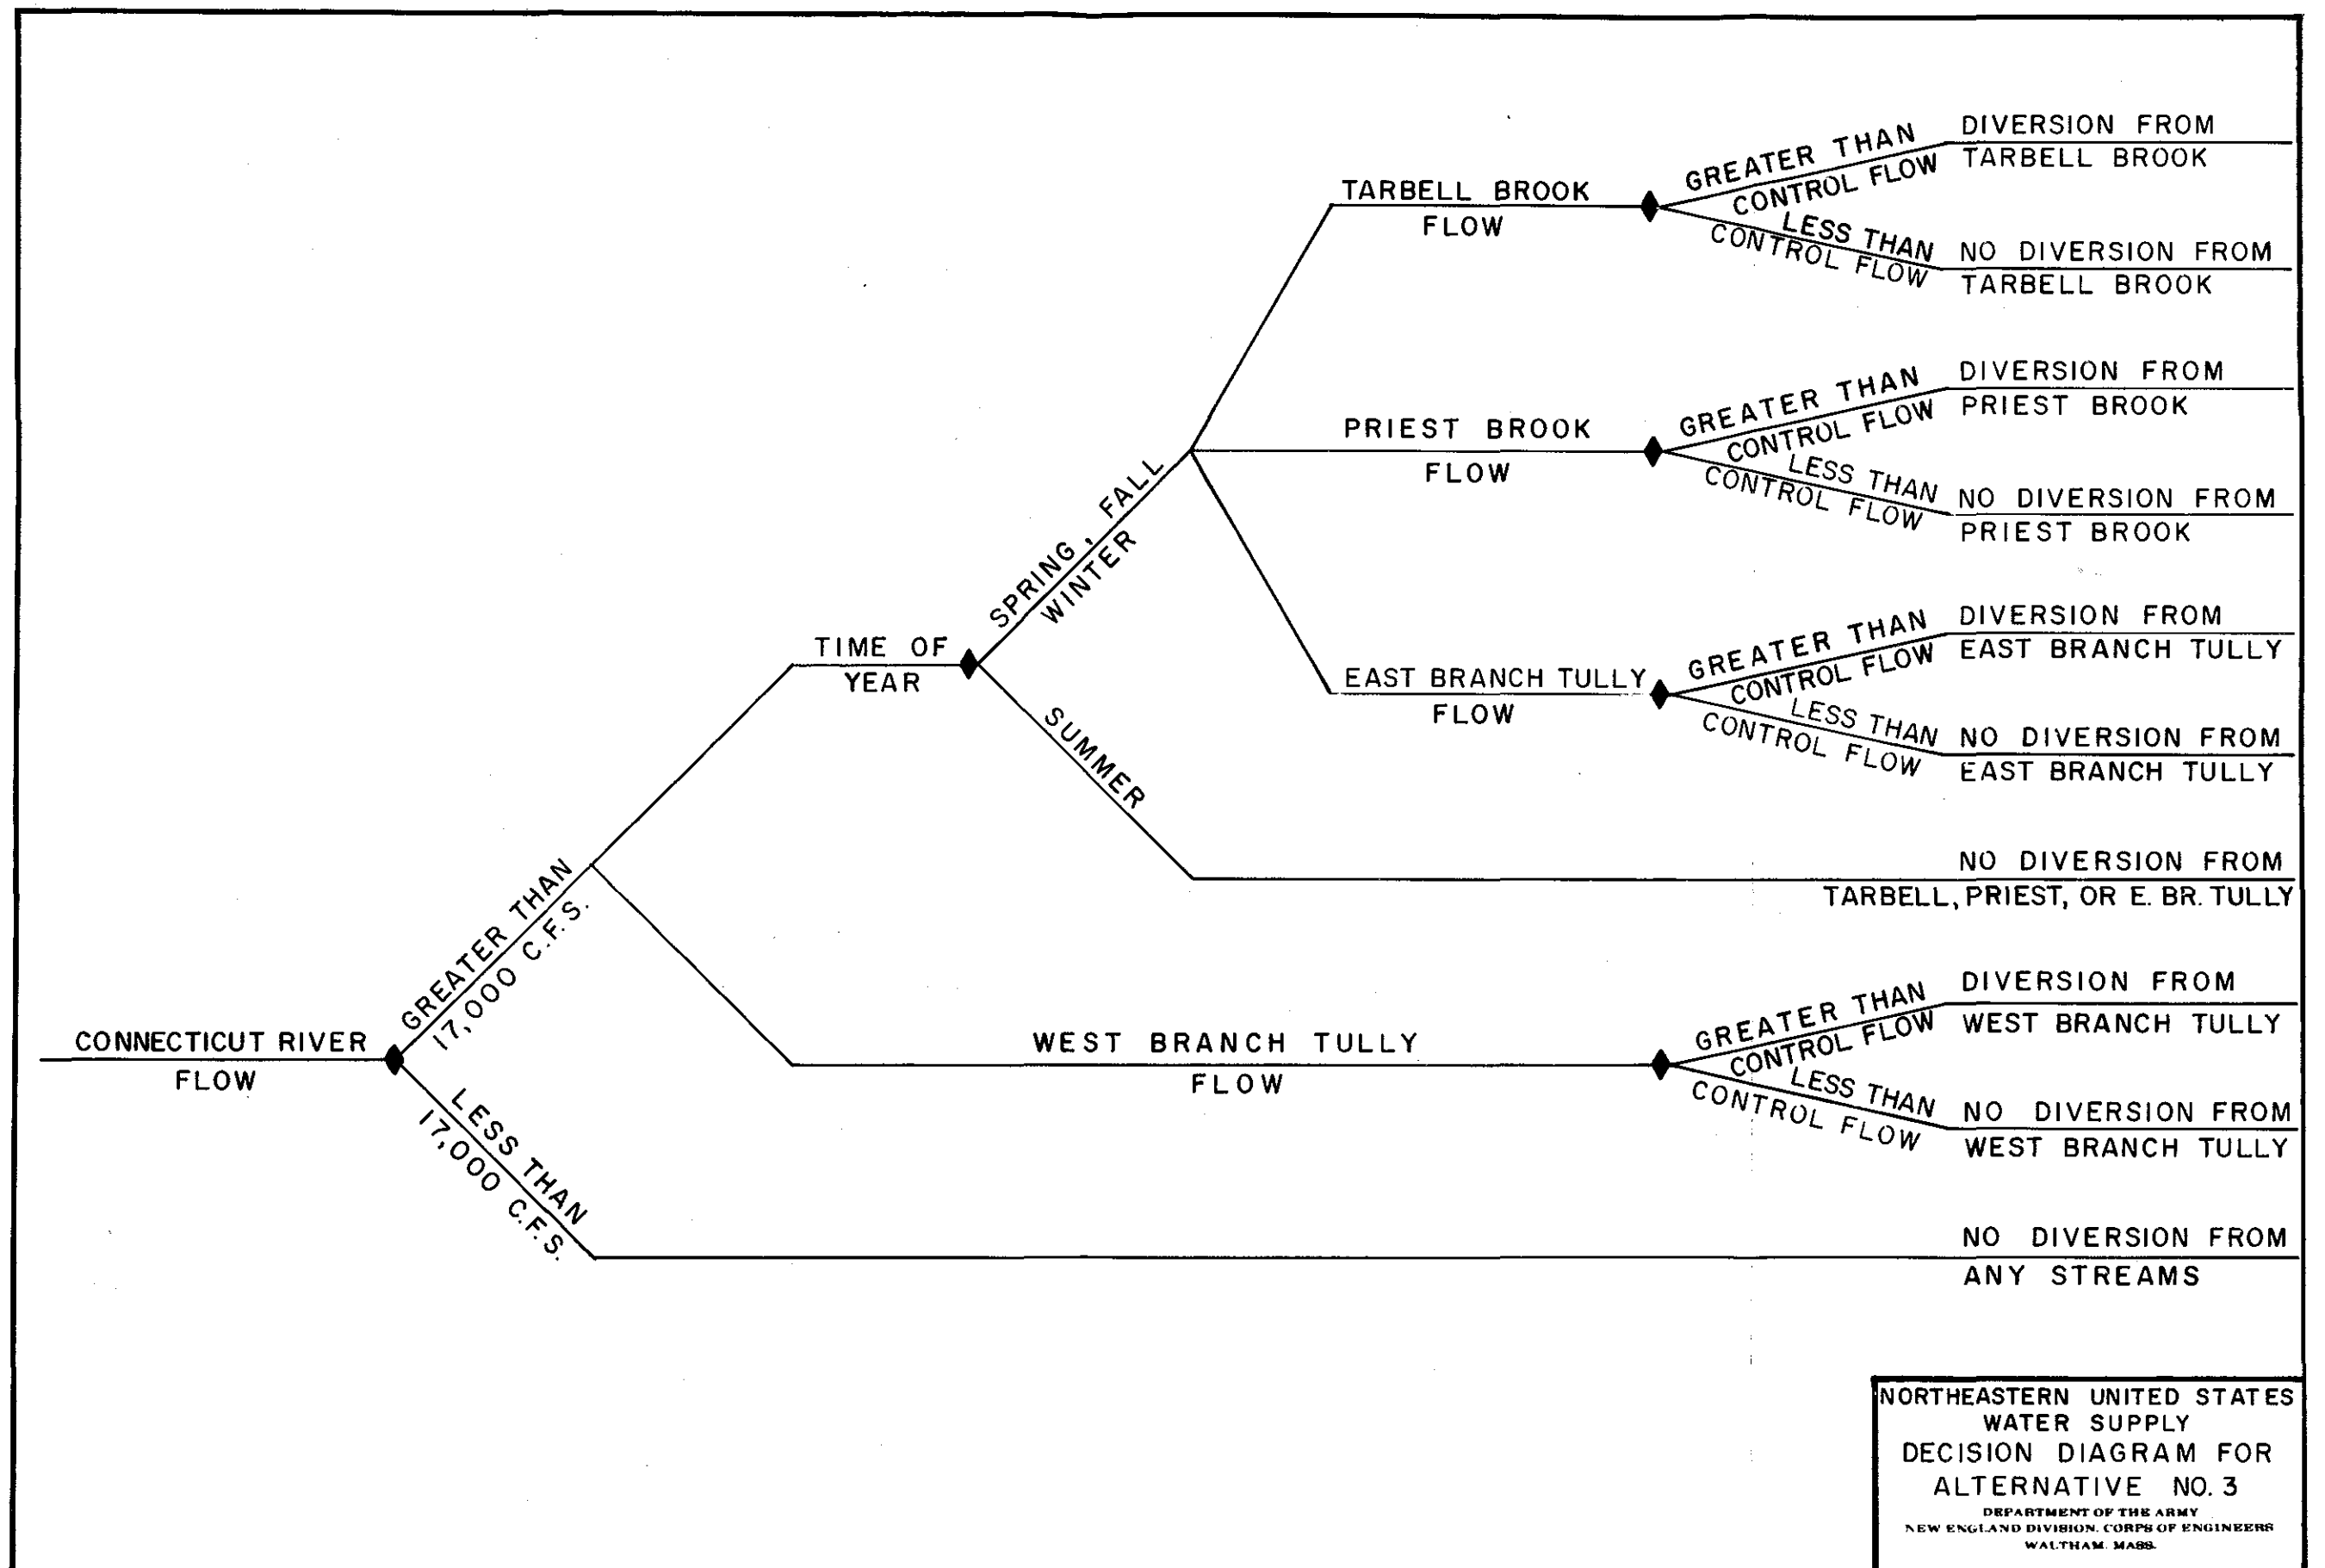 DIVERSION FROM
TARBELL BROOK
GREATER THAN
CONTROL FLOW
TARBELL BROOK
FLOW
LESS THAN
CONTROL FLOW
NO DIVERSION FROM
TARBELL BROOK
DIVERSION FROM
PRIEST BROOK
GREATER THAN
CONTROL FLOW
PRIEST BROOK
FLOW
LESS THAN
CONTROL FLOW
NO DIVERSION FROM
PRIEST BROOK
SPRING, FALL
WINTER
TIME OF
YEAR
DIVERSION FROM
EAST BRANCH TULLY
GREATER THAN
CONTROL FLOW
EAST BRANCH TULLY
FLOW
LESS THAN
CONTROL FLOW
NO DIVERSION FROM
EAST BRANCH TULLY
SUMMER
NO DIVERSION FROM
TARBELL, PRIEST, OR E. BR. TULLY
GREATER THAN
17,000 C.F.S.
CONNECTICUT RIVER
FLOW
WEST BRANCH TULLY
FLOW
GREATER THAN
CONTROL FLOW
DIVERSION FROM
WEST BRANCH TULLY
LESS THAN
CONTROL FLOW
NO DIVERSION FROM
WEST BRANCH TULLY
LESS THAN
17,000 C.F.S.
NO DIVERSION FROM
ANY STREAMS
NORTHEASTERN UNITED STATES
WATER SUPPLY
DECISION DIAGRAM FOR
ALTERNATIVE NO. 3
DEPARTMENT OF THE ARMY
NEW ENGLAND DIVISION, CORPS OF ENGINEERS
WALTHAM, MASS.